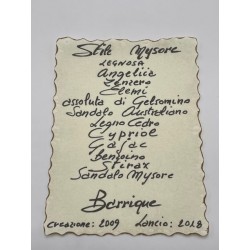 Stile Mysore
LEGNOSA
Angelica
Zenzero
Elemi
assoluta di Gelsomino
Sandalo Australiano
Legno Cedro
Cypriol
Gaiac
Benzoino
Stirax
Sandalo Mysore
Barrique
Creazione: 2009 Lancio: 2018